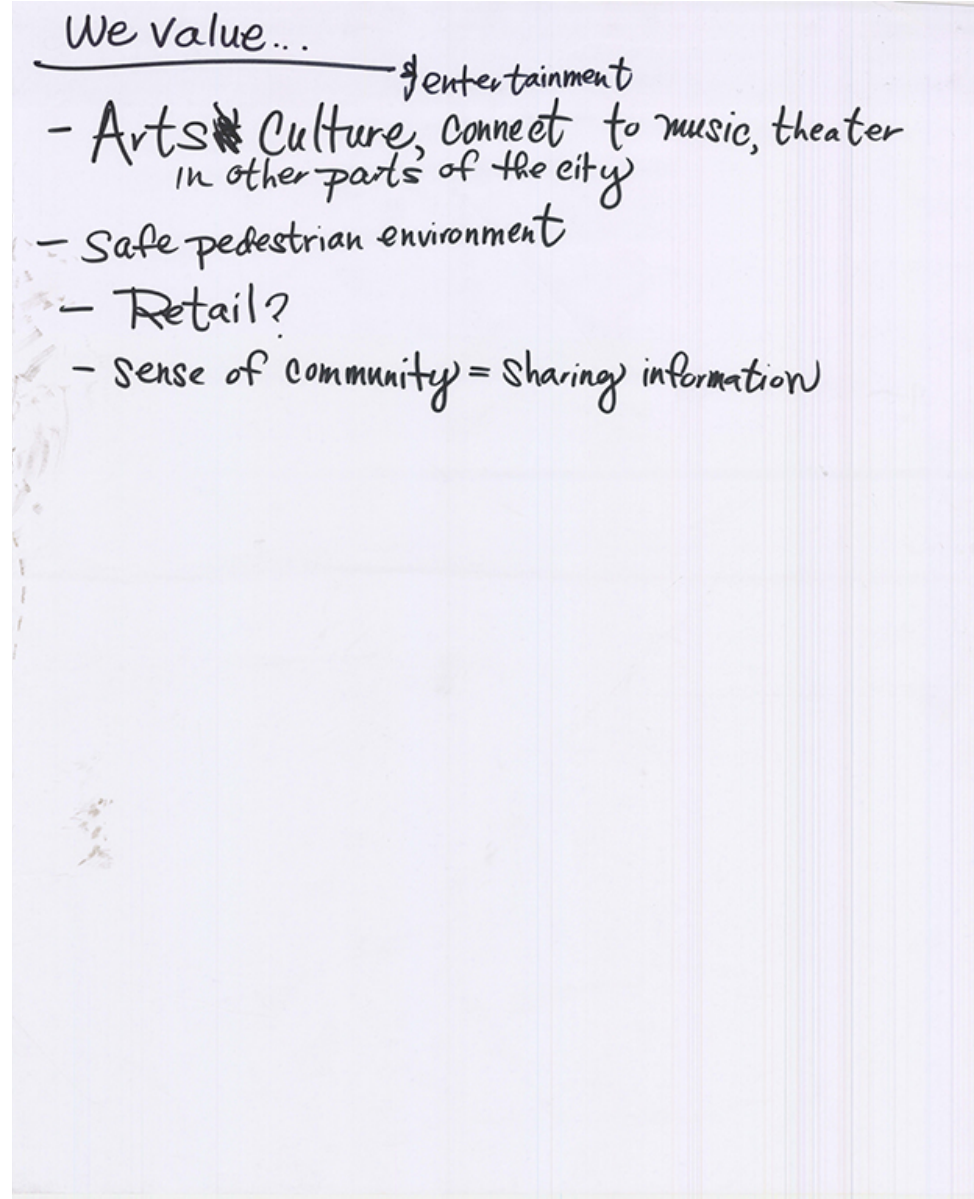 We value...
& entertainment
- Arts Culture, connect to music, theater
in other parts of the city
- Safe pedestrian environment
- Retail?
- sense of community = sharing information